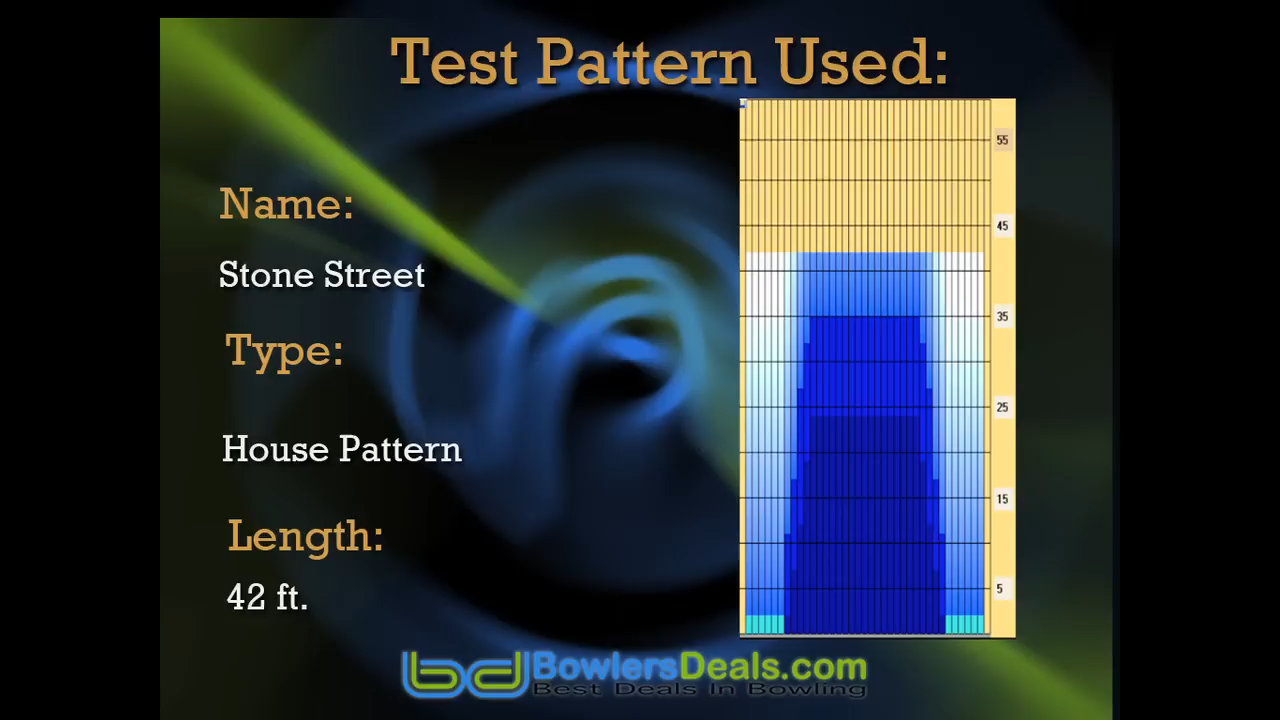 Test Pattern Used:
Name:
Stone Street
Type:
House Pattern
Length:
42 ft.
55
45
35
25
15
5
bd BowlersDeals.com
Best Deals In Bowling